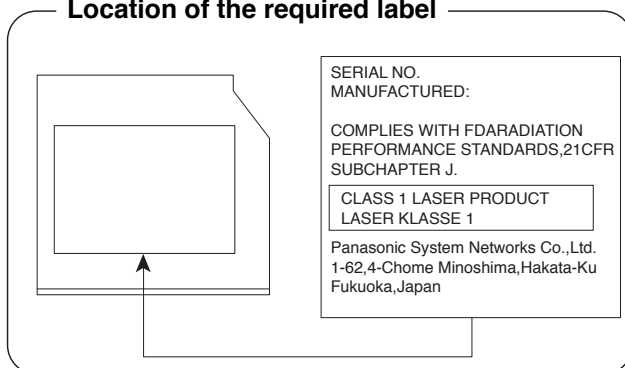 Location of the required label
SERIAL NO.
MANUFACTURED:
COMPLIES WITH FDARADIATION
PERFORMANCE STANDARDS,21CFR
SUBCHAPTER J.
CLASS 1 LASER PRODUCT
LASER KLASSE 1
Panasonic System Networks Co.,Ltd.
1-62,4-Chome Minoshima,Hakata-Ku
Fukuoka,Japan